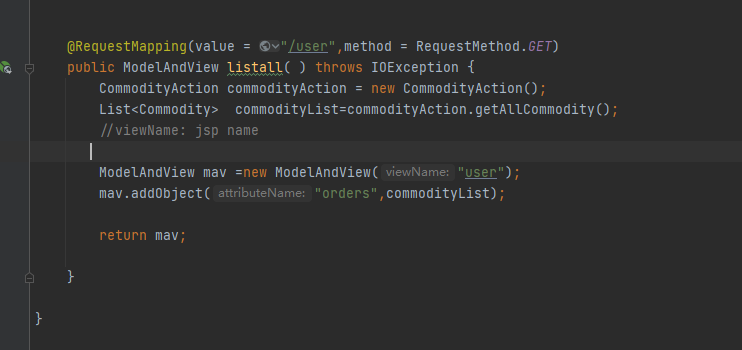 @RequestMapping(value = "/user",method = RequestMethod.GET)
public ModelAndView listall( ) throws IOException {
CommodityAction commodityAction = new CommodityAction();
List<Commodity>  commodityList=commodityAction.getAllCommodity();
//viewName: jsp name
ModelAndView mav =new ModelAndView( viewName: "user");
mav.addObject( attributeName: "orders",commodityList);
return mav;
}
}